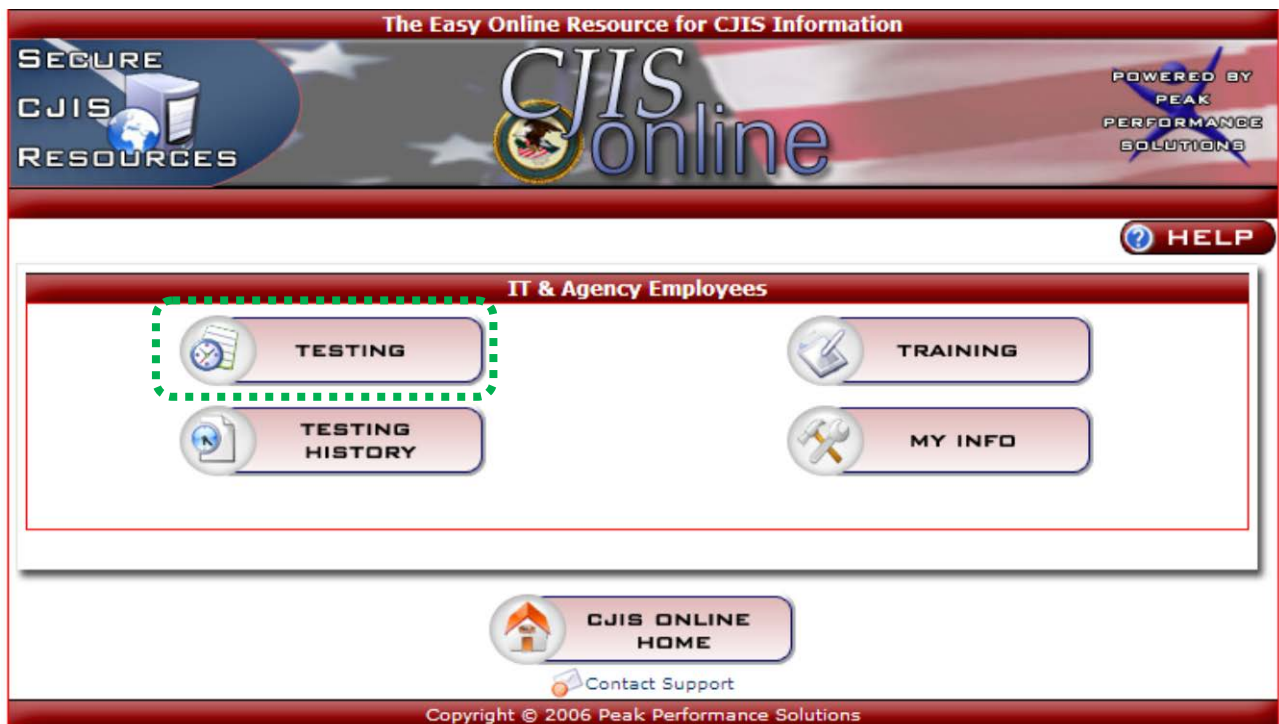 The Easy Online Resource for CJIS Information
SECURE
CJIS
RESOURCES
CJIS
online
POWERED BY
PEAK
PERFORMANCE
SOLUTIONS
HELP
IT & Agency Employees
TESTING
TRAINING
TESTING
HISTORY
MY INFO
CJIS ONLINE
HOME
Contact Support
Copyright © 2006 Peak Performance Solutions